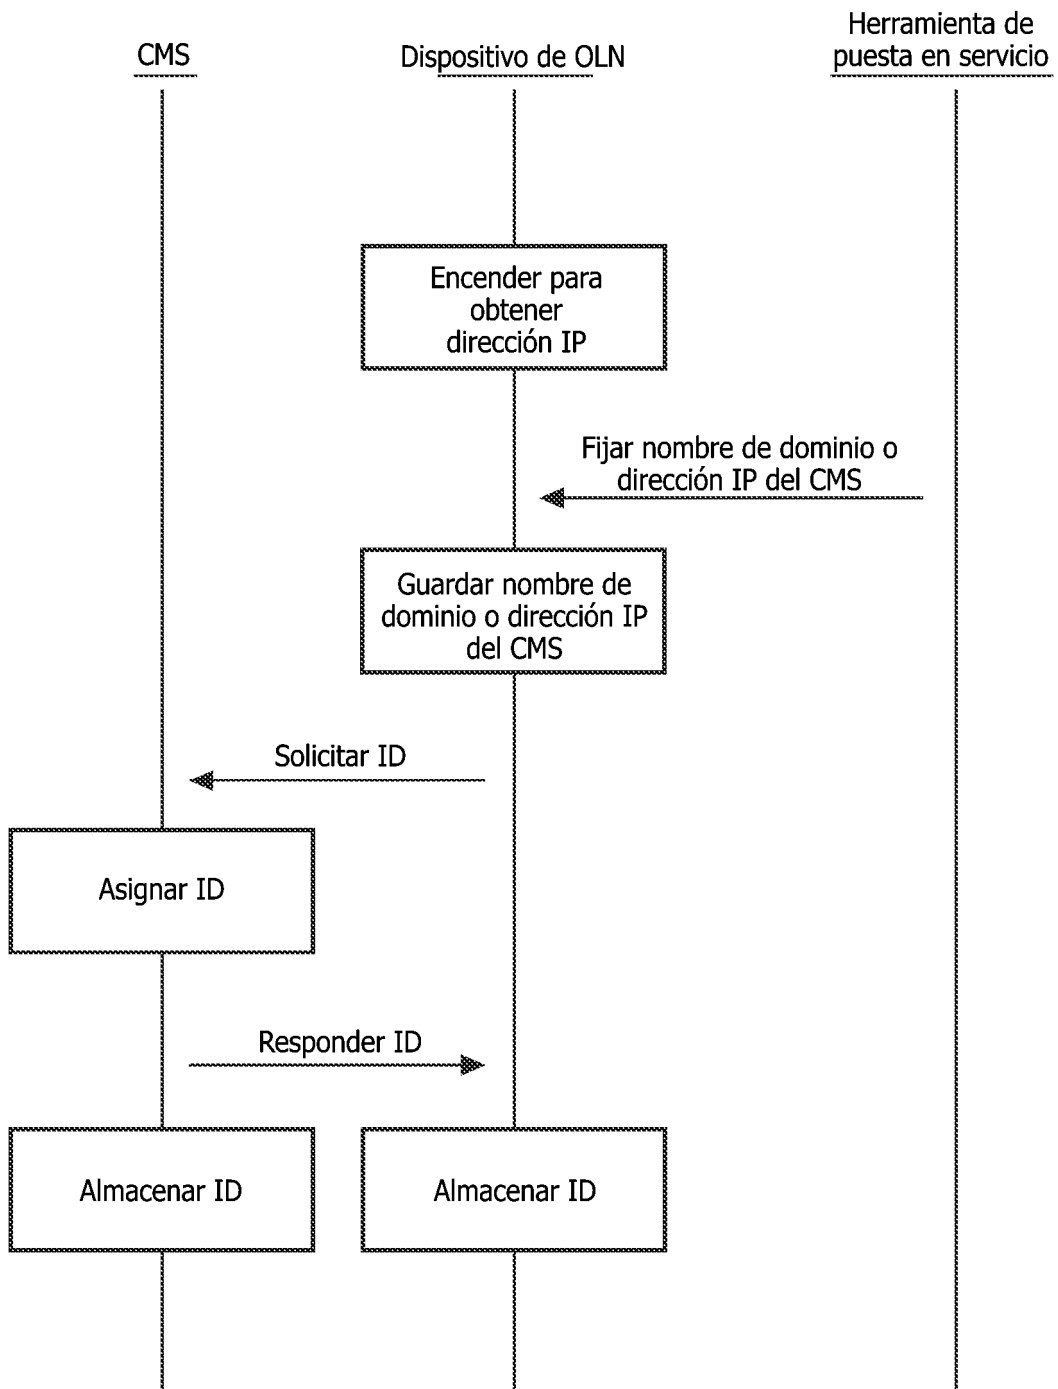 CMS
Dispositivo de OLN
Herramienta de
puesta en servicio
Encender para
obtener
dirección IP
Fijar nombre de dominio o
dirección IP del CMS
Guardar nombre de
dominio o dirección IP
del CMS
Solicitar ID
Asignar ID
Responder ID
Almacenar ID
Almacenar ID